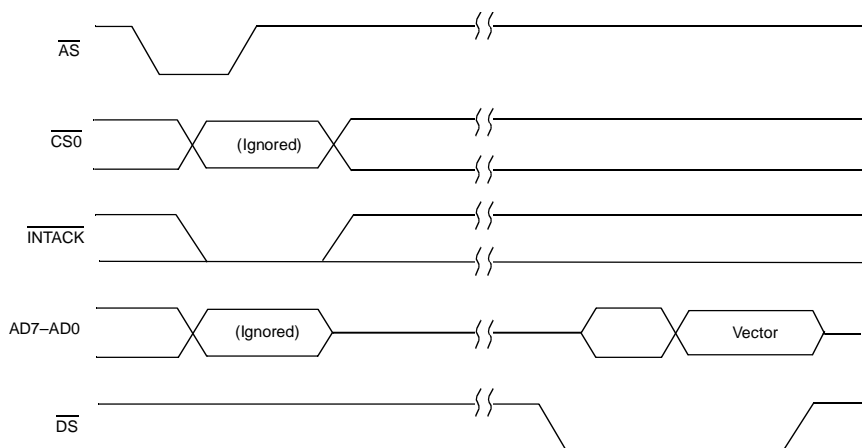 AS
CS0
(Ignored)
INTACK
AD7–AD0
(Ignored)
Vector
DS